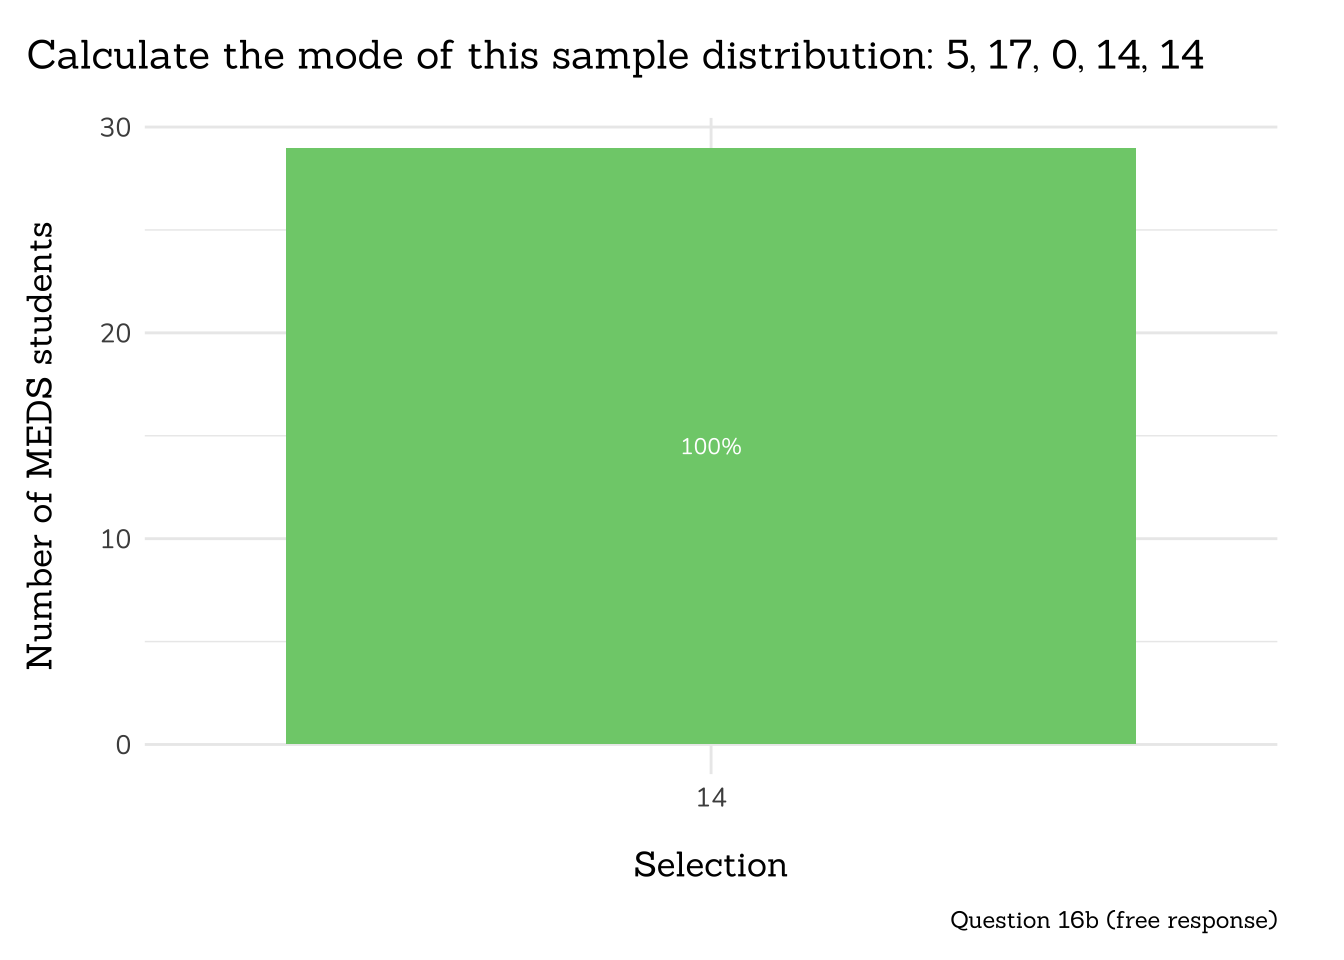 Calculate the mode of this sample distribution: 5, 17, 0, 14, 14
30
20
10
0
Number of MEDS students
100%
14
Selection
Question 16b (free response)